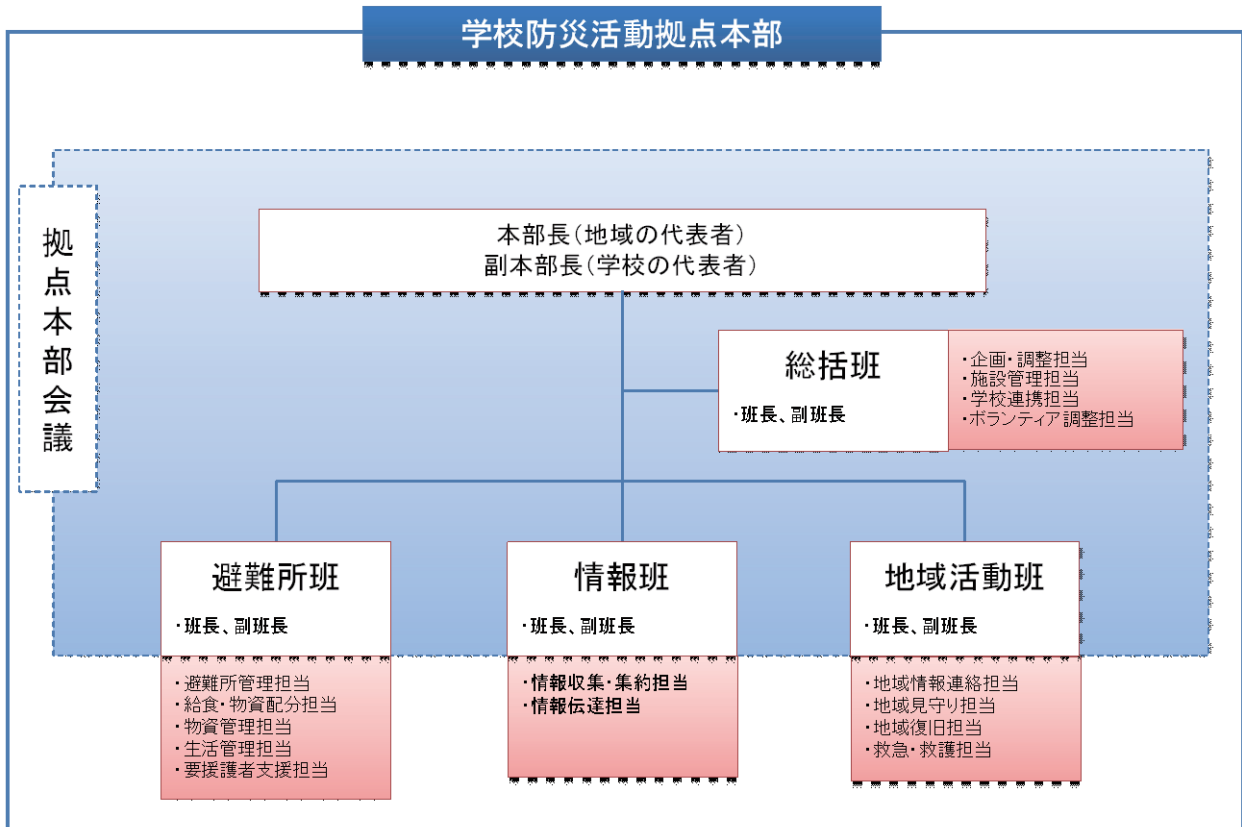 学校防災活動拠点本部
拠点本部会議
本部長（地域の代表者）
副本部長（学校の代表者）
総括班
・班長、副班長
・企画・調整担当
・施設管理担当
・学校連携担当
・ボランティア調整担当
避難所班
・班長、副班長
・避難所管理担当
・給食・物資配分担当
・物資管理担当
・生活管理担当
・要援護者支援担当
情報班
・班長、副班長
・情報収集・集約担当
・情報伝達担当
地域活動班
・班長、副班長
・地域情報連絡担当
・地域見守り担当
・地域復旧担当
・救急・救護担当